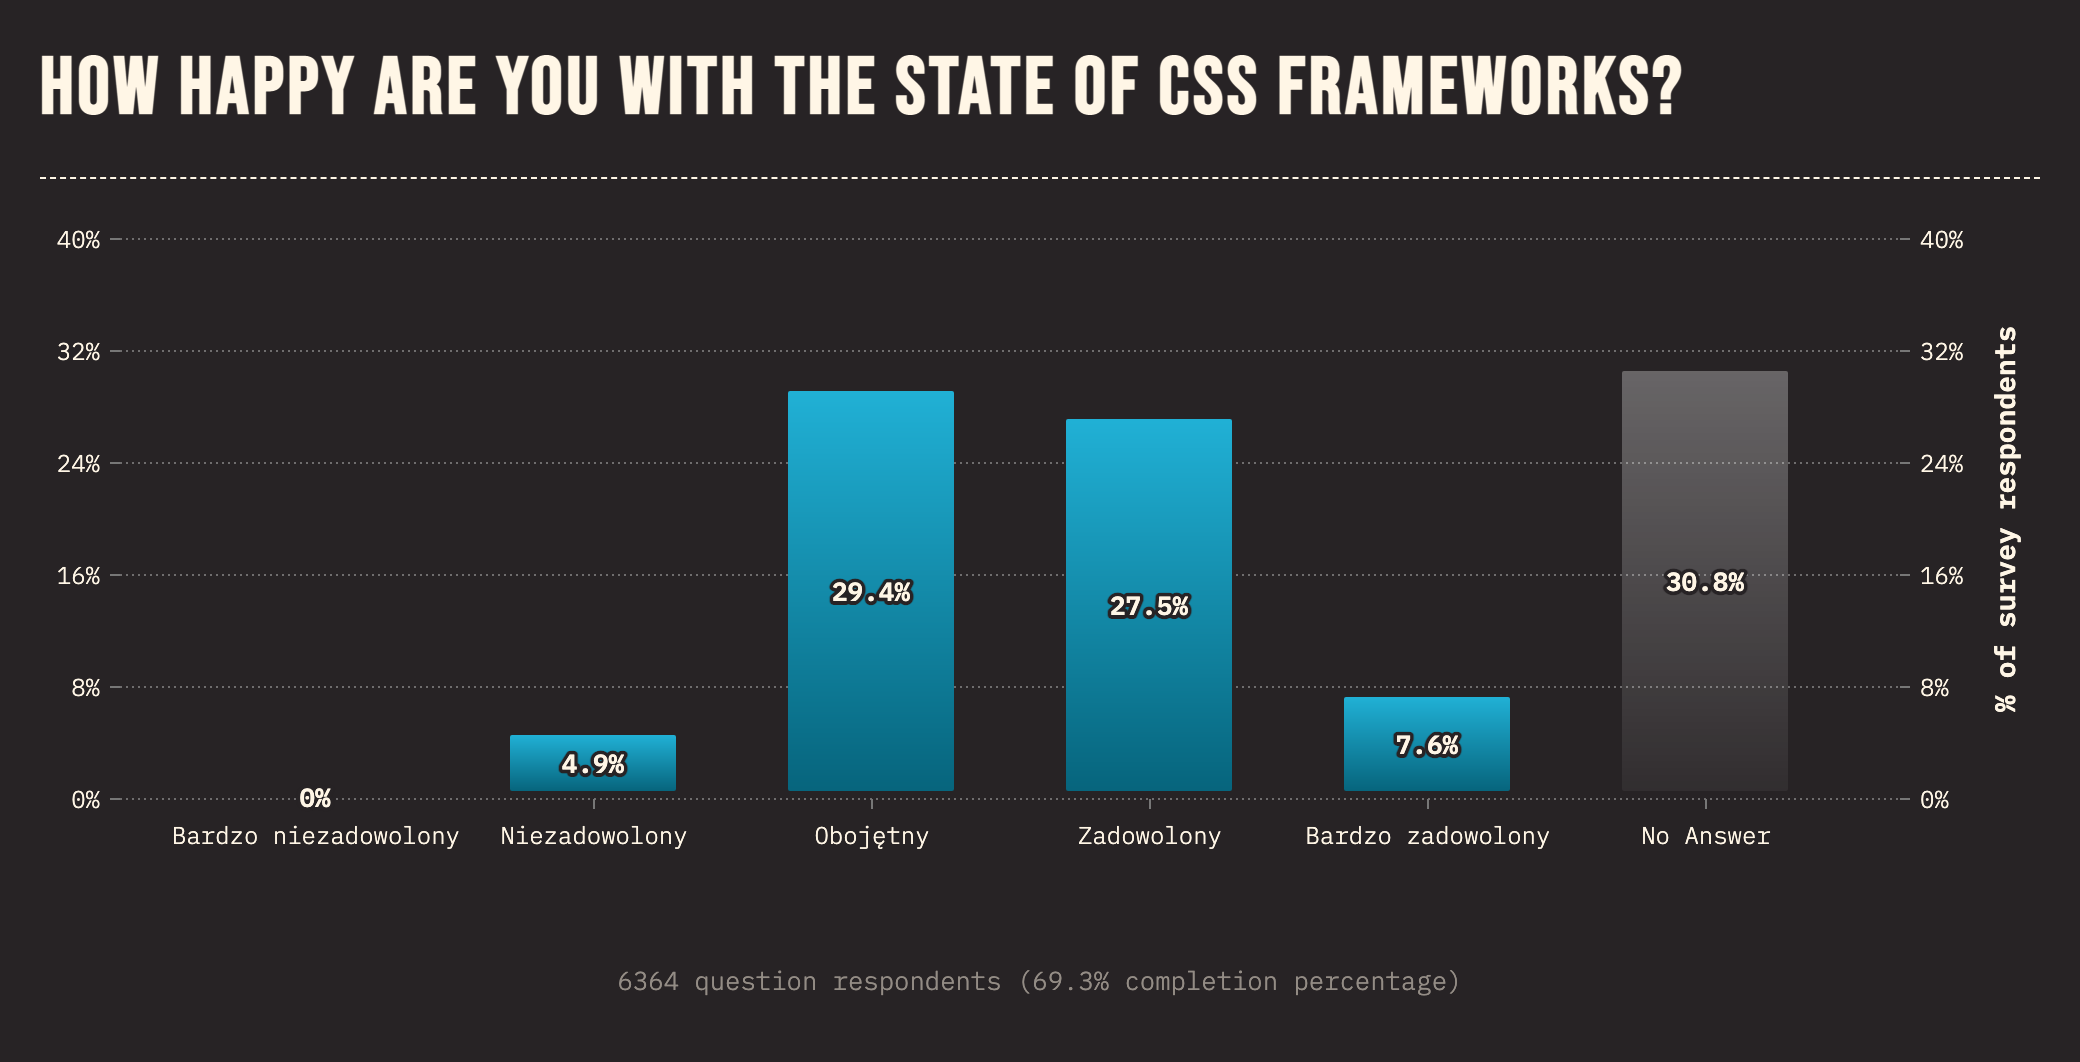 HOW HAPPY ARE YOU WITH THE STATE OF CSS FRAMEWORKS?
40% 40%
32% 32%
24% 24%
16% 16%
8% 8%
0% 0%
% of survey respondents
0% 4.9% 29.4% 27.5% 7.6% 30.8%
Bardzo niezadowolony Niezadowolony Obojętny Zadowolony Bardzo zadowolony No Answer
6364 question respondents (69.3% completion percentage)